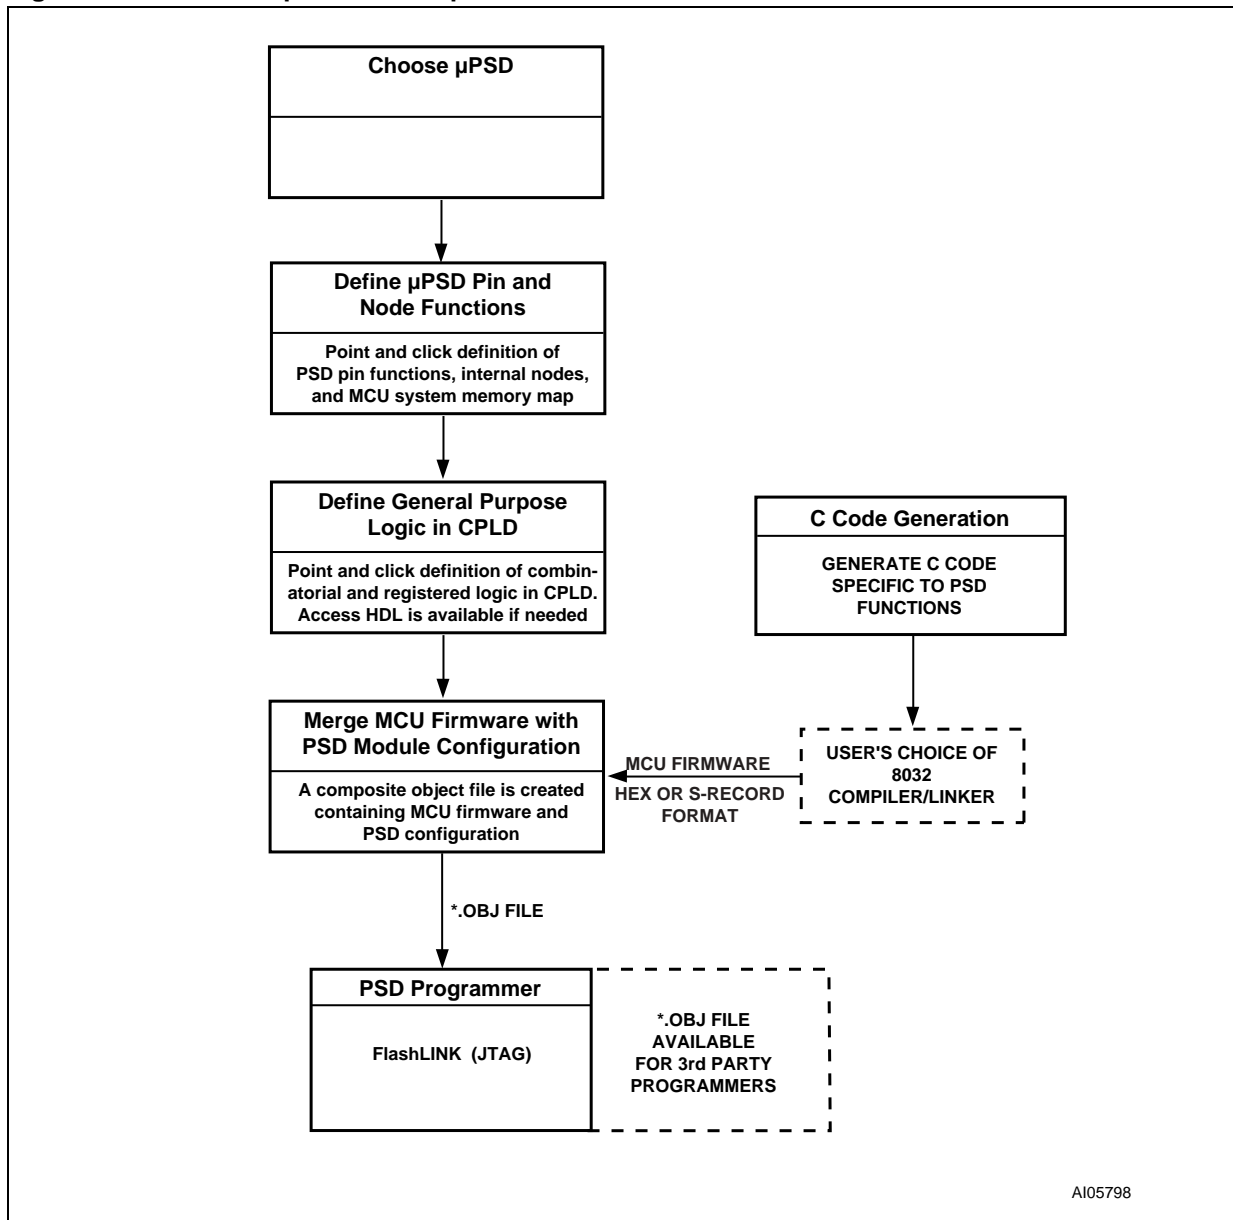 Choose µPSD
Define µPSD Pin and
Node Functions
Point and click definition of
PSD pin functions, internal nodes,
and MCU system memory map
Define General Purpose
Logic in CPLD
Point and click definition of combin-
atorial and registered logic in CPLD.
Access HDL is available if needed
C Code Generation
GENERATE C CODE
SPECIFIC TO PSD
FUNCTIONS
Merge MCU Firmware with
PSD Module Configuration
A composite object file is created
containing MCU firmware and
PSD configuration
MCU FIRMWARE
HEX OR S-RECORD
FORMAT
USER'S CHOICE OF
8032
COMPILER/LINKER
*.OBJ FILE
PSD Programmer
FlashLINK (JTAG)
*.OBJ FILE
AVAILABLE
FOR 3rd PARTY
PROGRAMMERS
AI05798